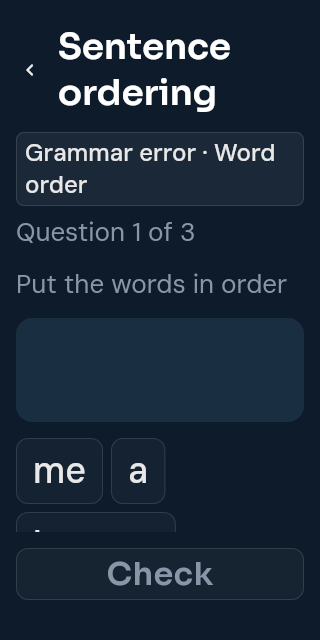 Sentence
ordering
Grammar error · Word
order
Question 1 of 3
Put the words in order
me a
Check